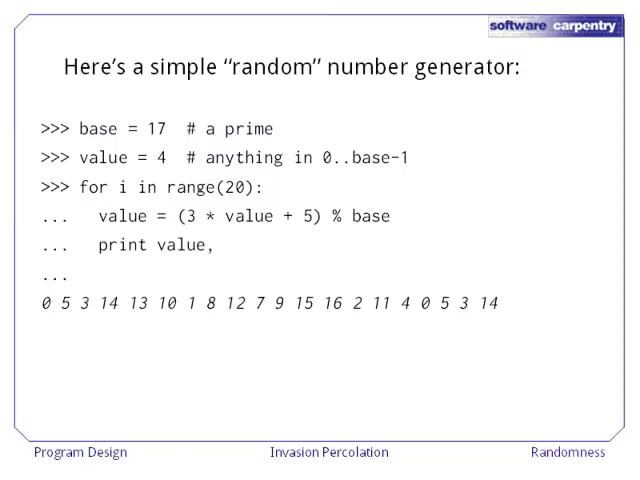 software carpentry
Here's a simple “random” number generator:
>>> base = 17  # a prime
>>> value = 4  # anything in 0..base-1
>>> for i in range(20):
...   value = (3 * value + 5) % base
...   print value,
...
0 5 3 14 13 10 1 8 12 7 9 15 16 2 11 4 0 5 3 14
Program Design Invasion Percolation Randomness